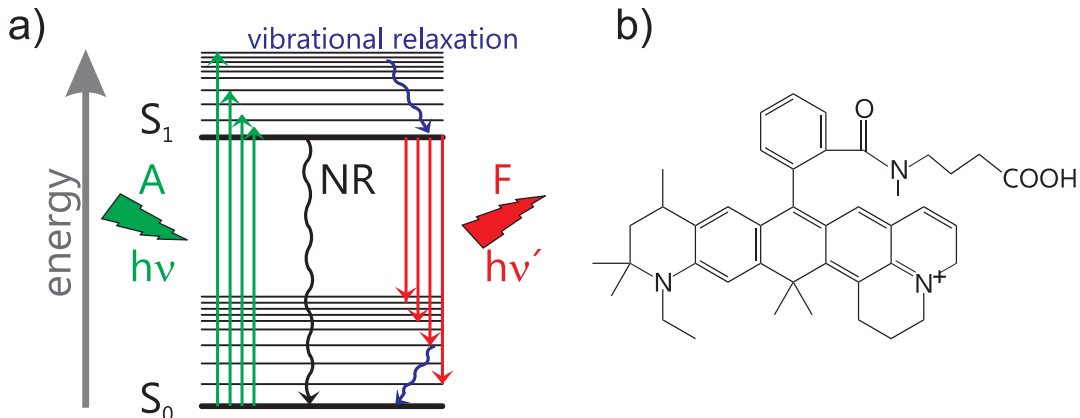 a)
vibrational relaxation
energy
S1
A
hν
NR
F
hν´
S0
b)
O
N
COOH
N
N+